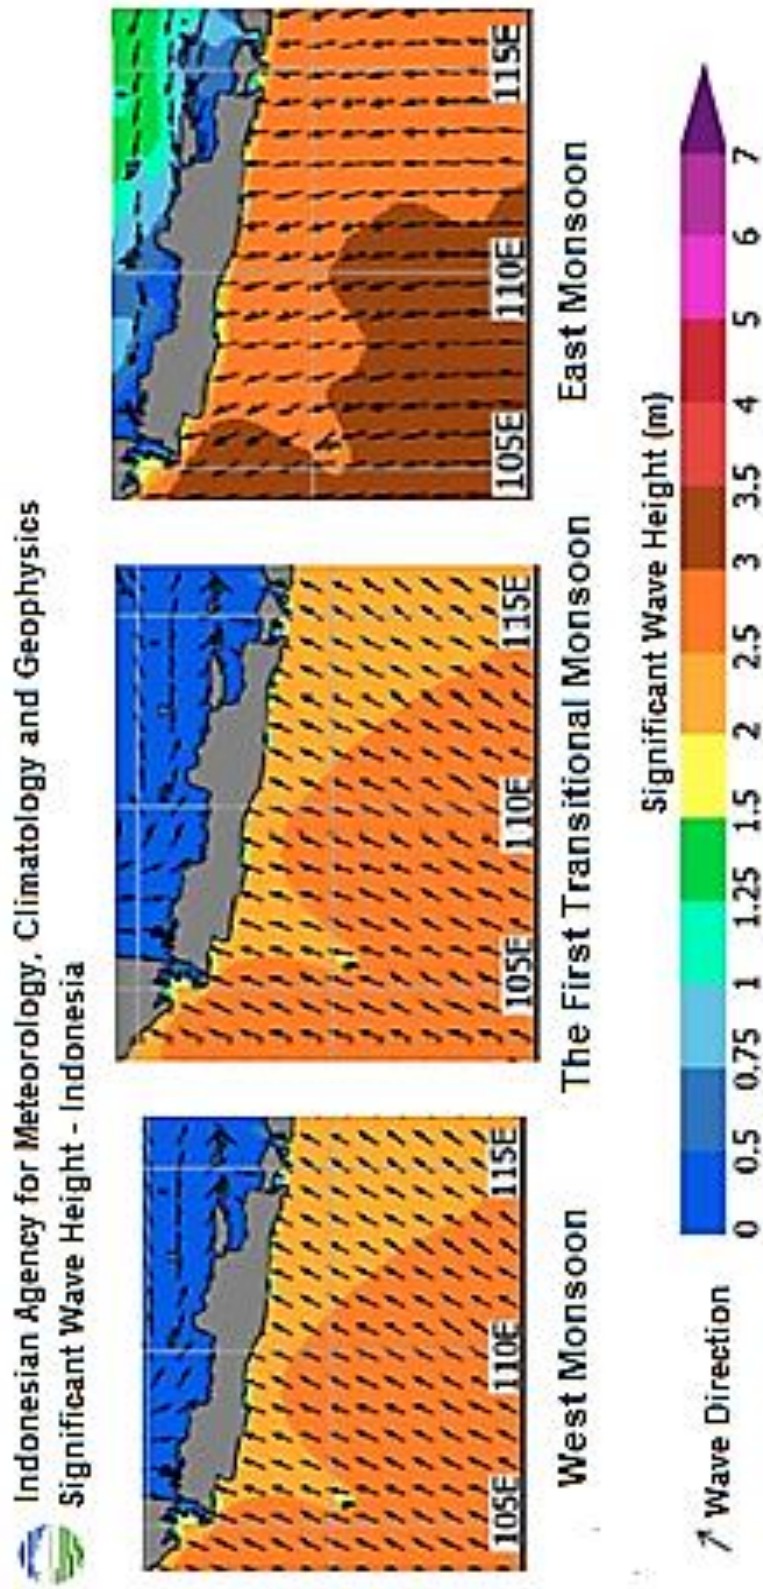 Indonesian Agency for Meteorology, Climatology and Geophysics
Significant Wave Height - Indonesia
105E 110E 115E
105E 110E 115E
105E 110E 115E
West Monsoon
The First Transitional Monsoon
East Monsoon
Wave Direction
Significant Wave Height (m)
0 0.5 0.75 1 1.25 1.5 2 2.5 3 3.5 4 5 6 7